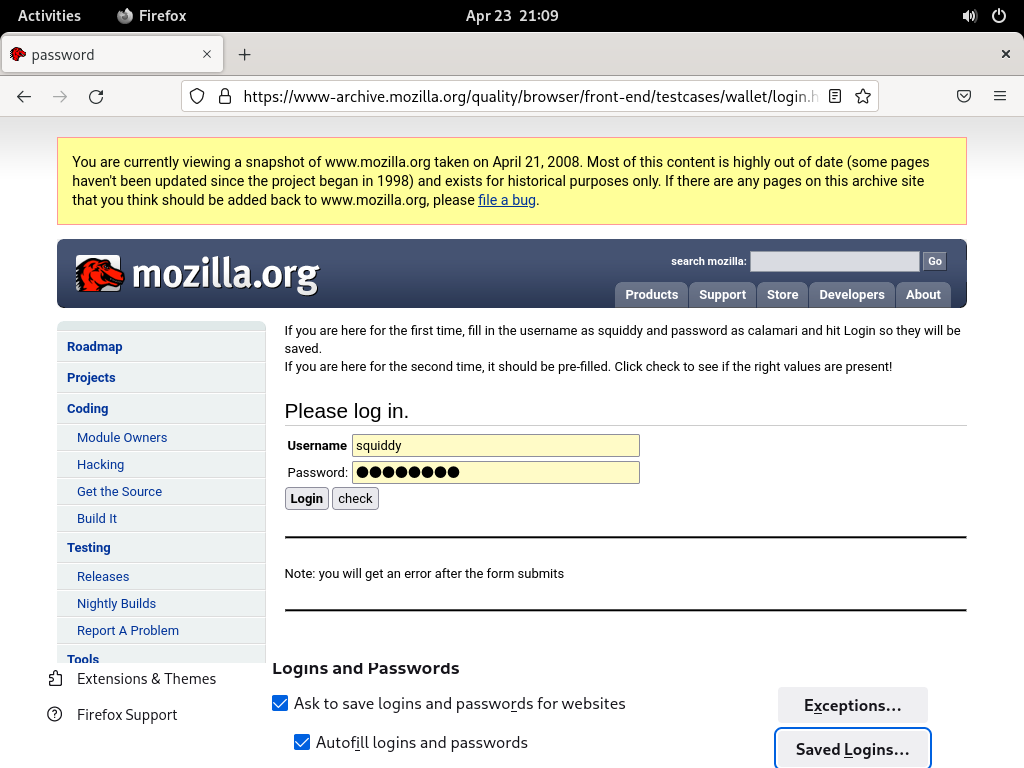 Activities Firefox Apr 23 21:09
password
https://www-archive.mozilla.org/quality/browser/front-end/testcases/wallet/login.h
You are currently viewing a snapshot of www.mozilla.org taken on April 21, 2008. Most of this content is highly out of date (some pages
haven't been updated since the project began in 1998) and exists for historical purposes only. If there are any pages on this archive site
that you think should be added back to www.mozilla.org, please file a bug.
mozilla.org
search mozilla: Go
Products Support Store Developers About
Roadmap
Projects
Coding
Module Owners
Hacking
Get the Source
Build It
Testing
Releases
Nightly Builds
Report A Problem
Tools
If you are here for the first time, fill in the username as squiddy and password as calamari and hit Login so they will be
saved.
If you are here for the second time, it should be pre-filled. Click check to see if the right values are present!
Please log in.
Username squiddy
Password: ●●●●●●●●
Login check
Note: you will get an error after the form submits
Extensions & Themes
Firefox Support
Logins and Passwords
Ask to save logins and passwords for websites
Exceptions...
Autofill logins and passwords
Saved Logins...